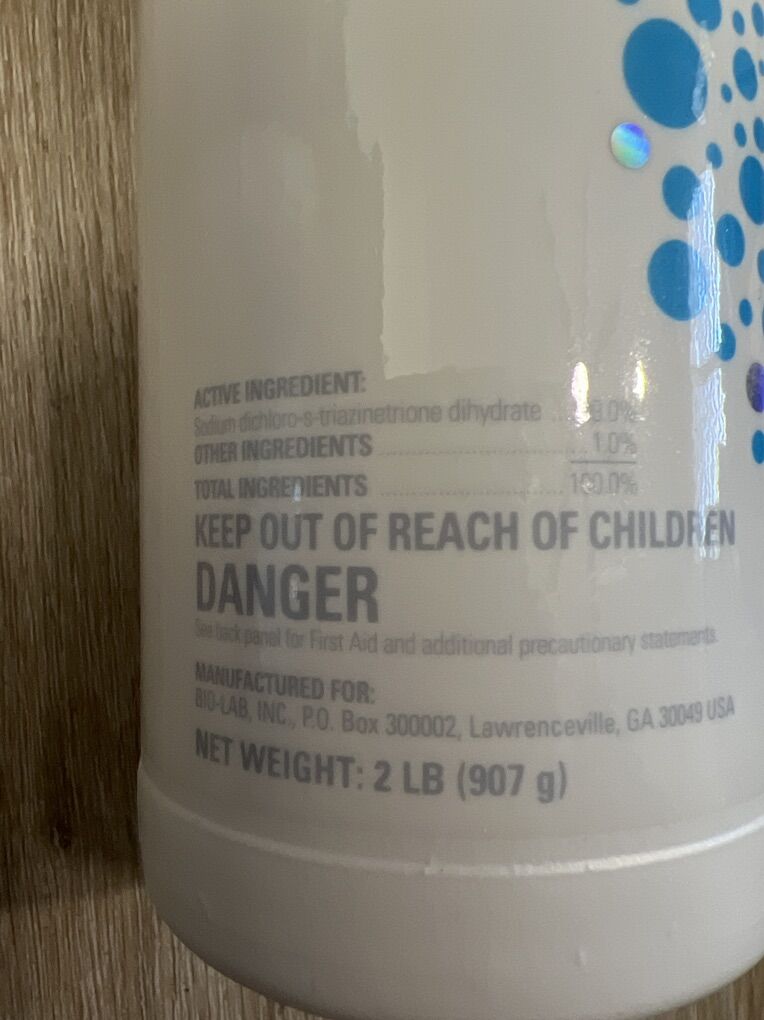 ACTIVE INGREDIENT:
Sodium dichloro-s-triazinetrione dihydrate
OTHER INGREDIENTS ........................ 1.0%
TOTAL INGREDIENTS ........................ 100.0%
KEEP OUT OF REACH OF CHILDREN
DANGER
See back panel for First Aid and additional precautionary statements.
MANUFACTURED FOR:
BIO-LAB, INC., P.O. Box 300002, Lawrenceville, GA 30049 USA
NET WEIGHT: 2 LB (907 g)